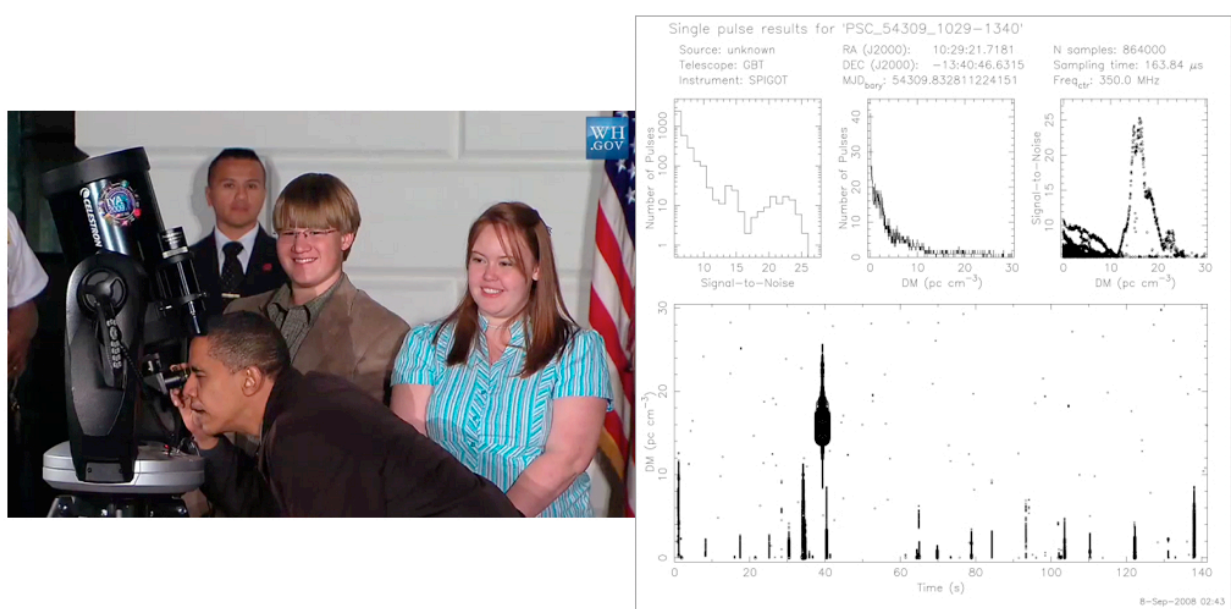 WH
.GOV
CELESTRON
IYA
2009
Single pulse results for 'PSC_54309_1029-1340'
Source: unknown
Telescope: GBT
Instrument: SPIGOT
RA (J2000): 10:29:21.7181
DEC (J2000): -13:40:46.6315
MJD_bary: 54309.832811224151
N samples: 864000
Sampling time: 163.84 μs
Freq_ctr: 350.0 MHz
Number of Pulses
1 10 100 1000
10 15 20 25
Signal-to-Noise
Number of Pulses
0 10 20 30 40
0 10 20 30
DM (pc cm⁻³)
Signal-to-Noise
10 15 20 25
0 10 20 30
DM (pc cm⁻³)
DM (pc cm⁻³)
0 10 20 30
0 20 40 60 80 100 120 140
Time (s)
8-Sep-2008 02:43